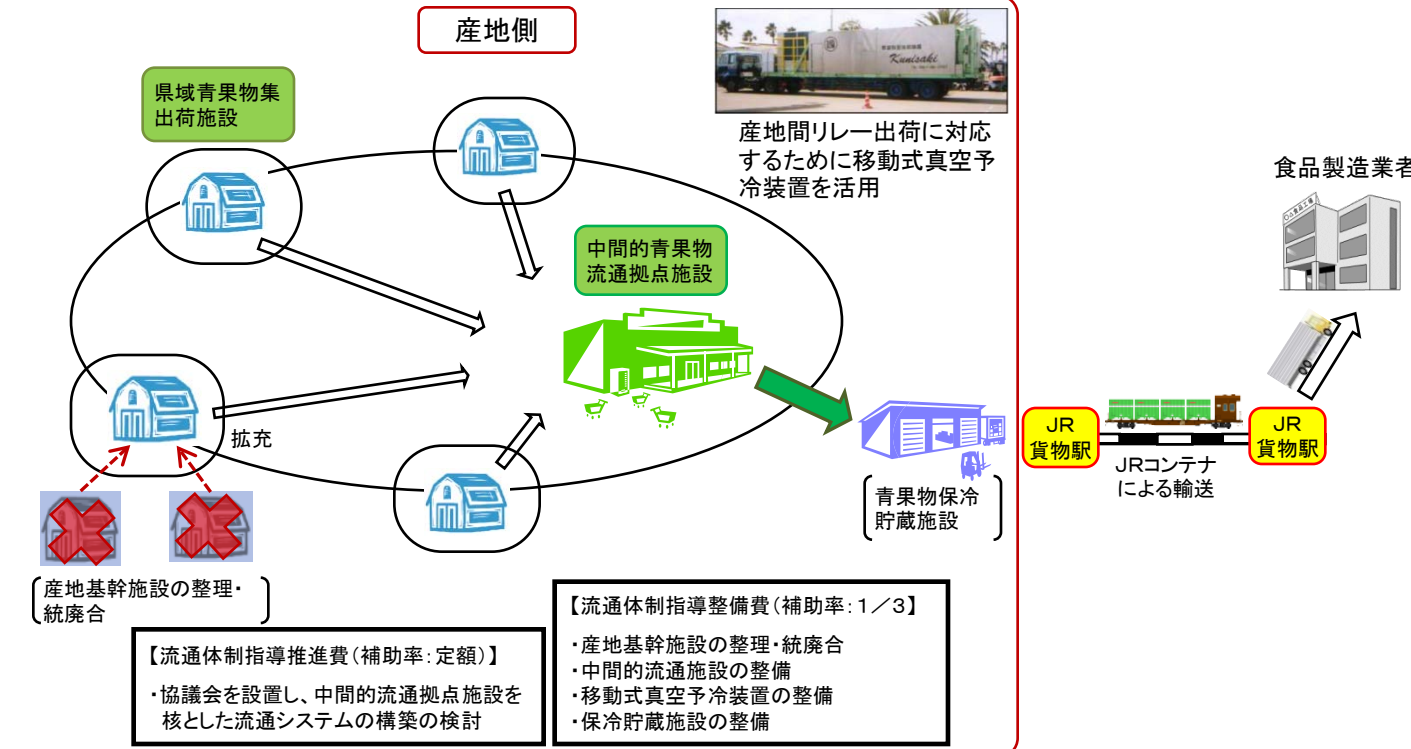 産地側
県域青果物集
出荷施設
Kunisaki
産地間リレー出荷に対応
するために移動式真空予
冷装置を活用
食品製造業者
中間的青果物
流通拠点施設
拡充
JR
貨物駅
JR
貨物駅
JRコンテナ
による輸送
青果物保冷
貯蔵施設
産地基幹施設の整理・
統廃合
【流通体制指導推進費(補助率:定額)】
・協議会を設置し、中間的流通拠点施設を
核とした流通システムの構築の検討
【流通体制指導整備費(補助率:1/3】
・産地基幹施設の整理・統廃合
・中間的流通施設の整備
・移動式真空予冷装置の整備
・保冷貯蔵施設の整備